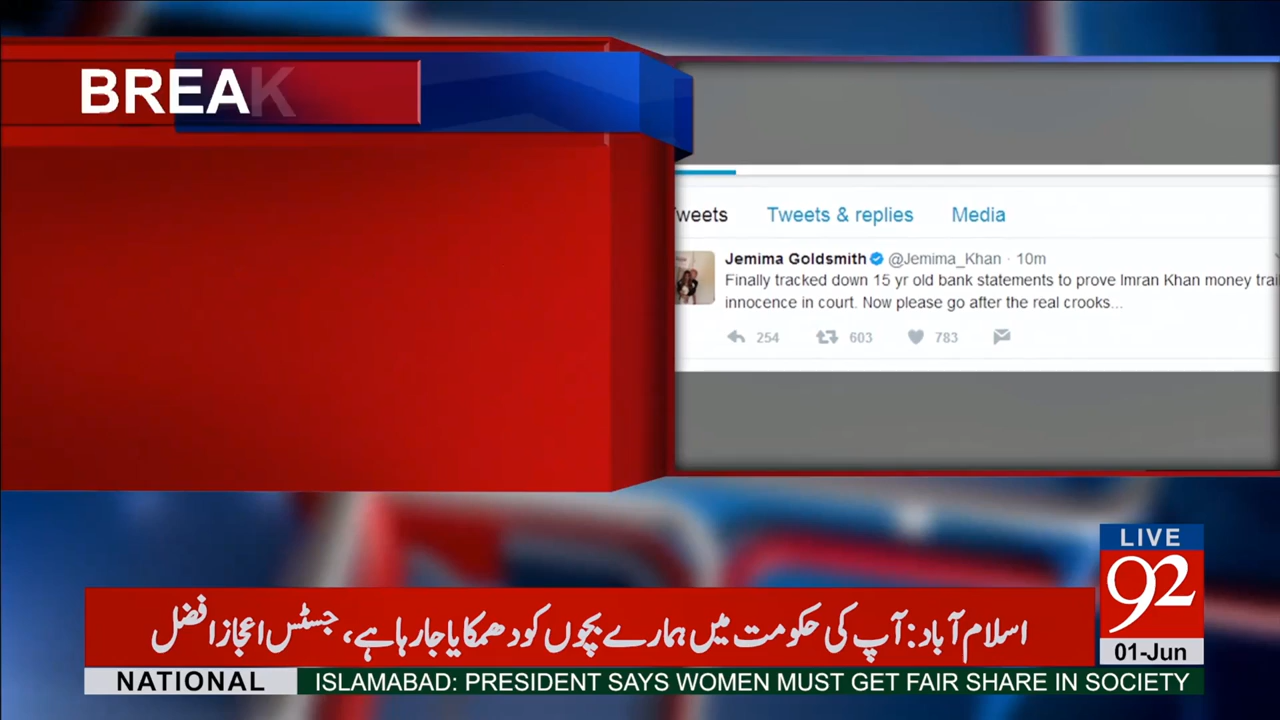 BREAK
Tweets & replies Media
Jemima Goldsmith @Jemima_Khan · 10m
Finally tracked down 15 yr old bank statements to prove Imran Khan money trail
innocence in court. Now please go after the real crooks...
254 603 783
LIVE
92
01-Jun
اسلام آباد: آپ کی حکومت میں ہمارے بچوں کو دھمکایا جا رہا ہے، جسٹس اعجاز افضل
NATIONAL ISLAMABAD: PRESIDENT SAYS WOMEN MUST GET FAIR SHARE IN SOCIETY